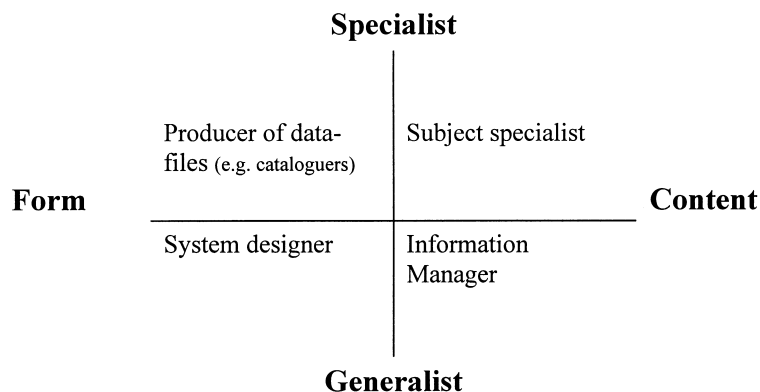 Specialist
Producer of data-
files (e.g. cataloguers)
Subject specialist
Form
Content
System designer
Information
Manager
Generalist